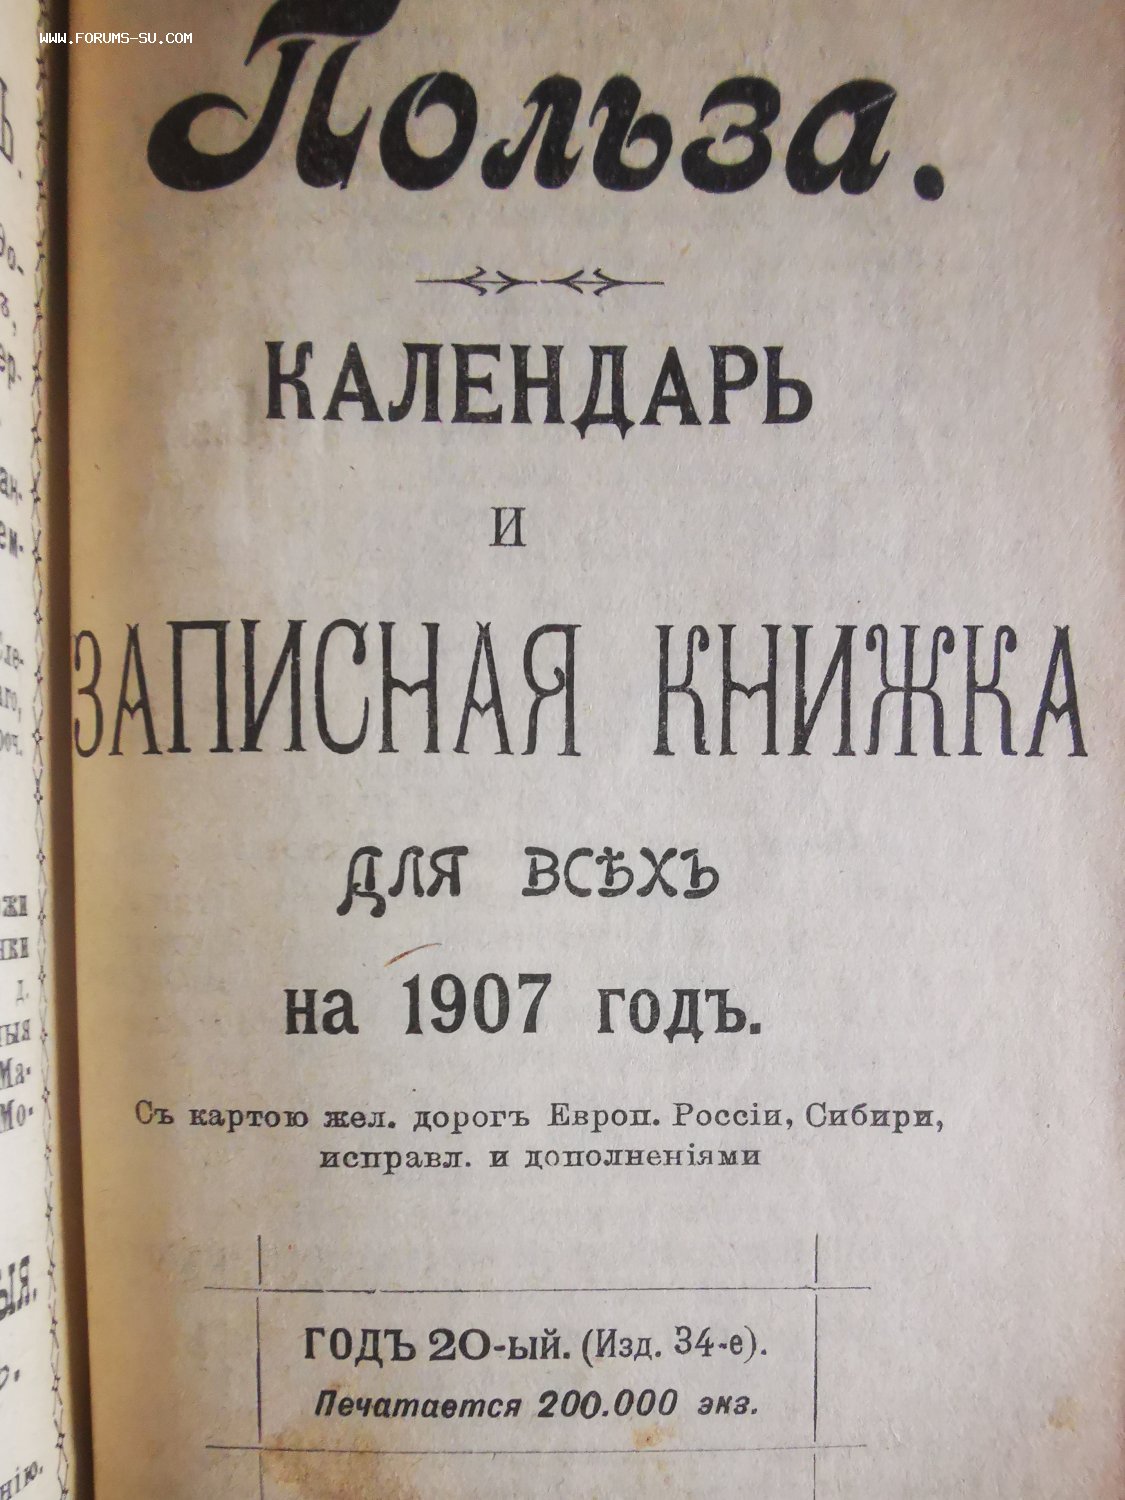 www.forums-su.com
Польза.
КАЛЕНДАРЬ
И
ЗАПИСНАЯ КНИЖКА
для всѣхъ
на 1907 годъ.
Съ картою жел. дорогъ Европ. Россіи, Сибири,
исправл. и дополненіями
ГОДЪ 20-ый. (Изд. 34-е).
Печатается 200.000 экз.